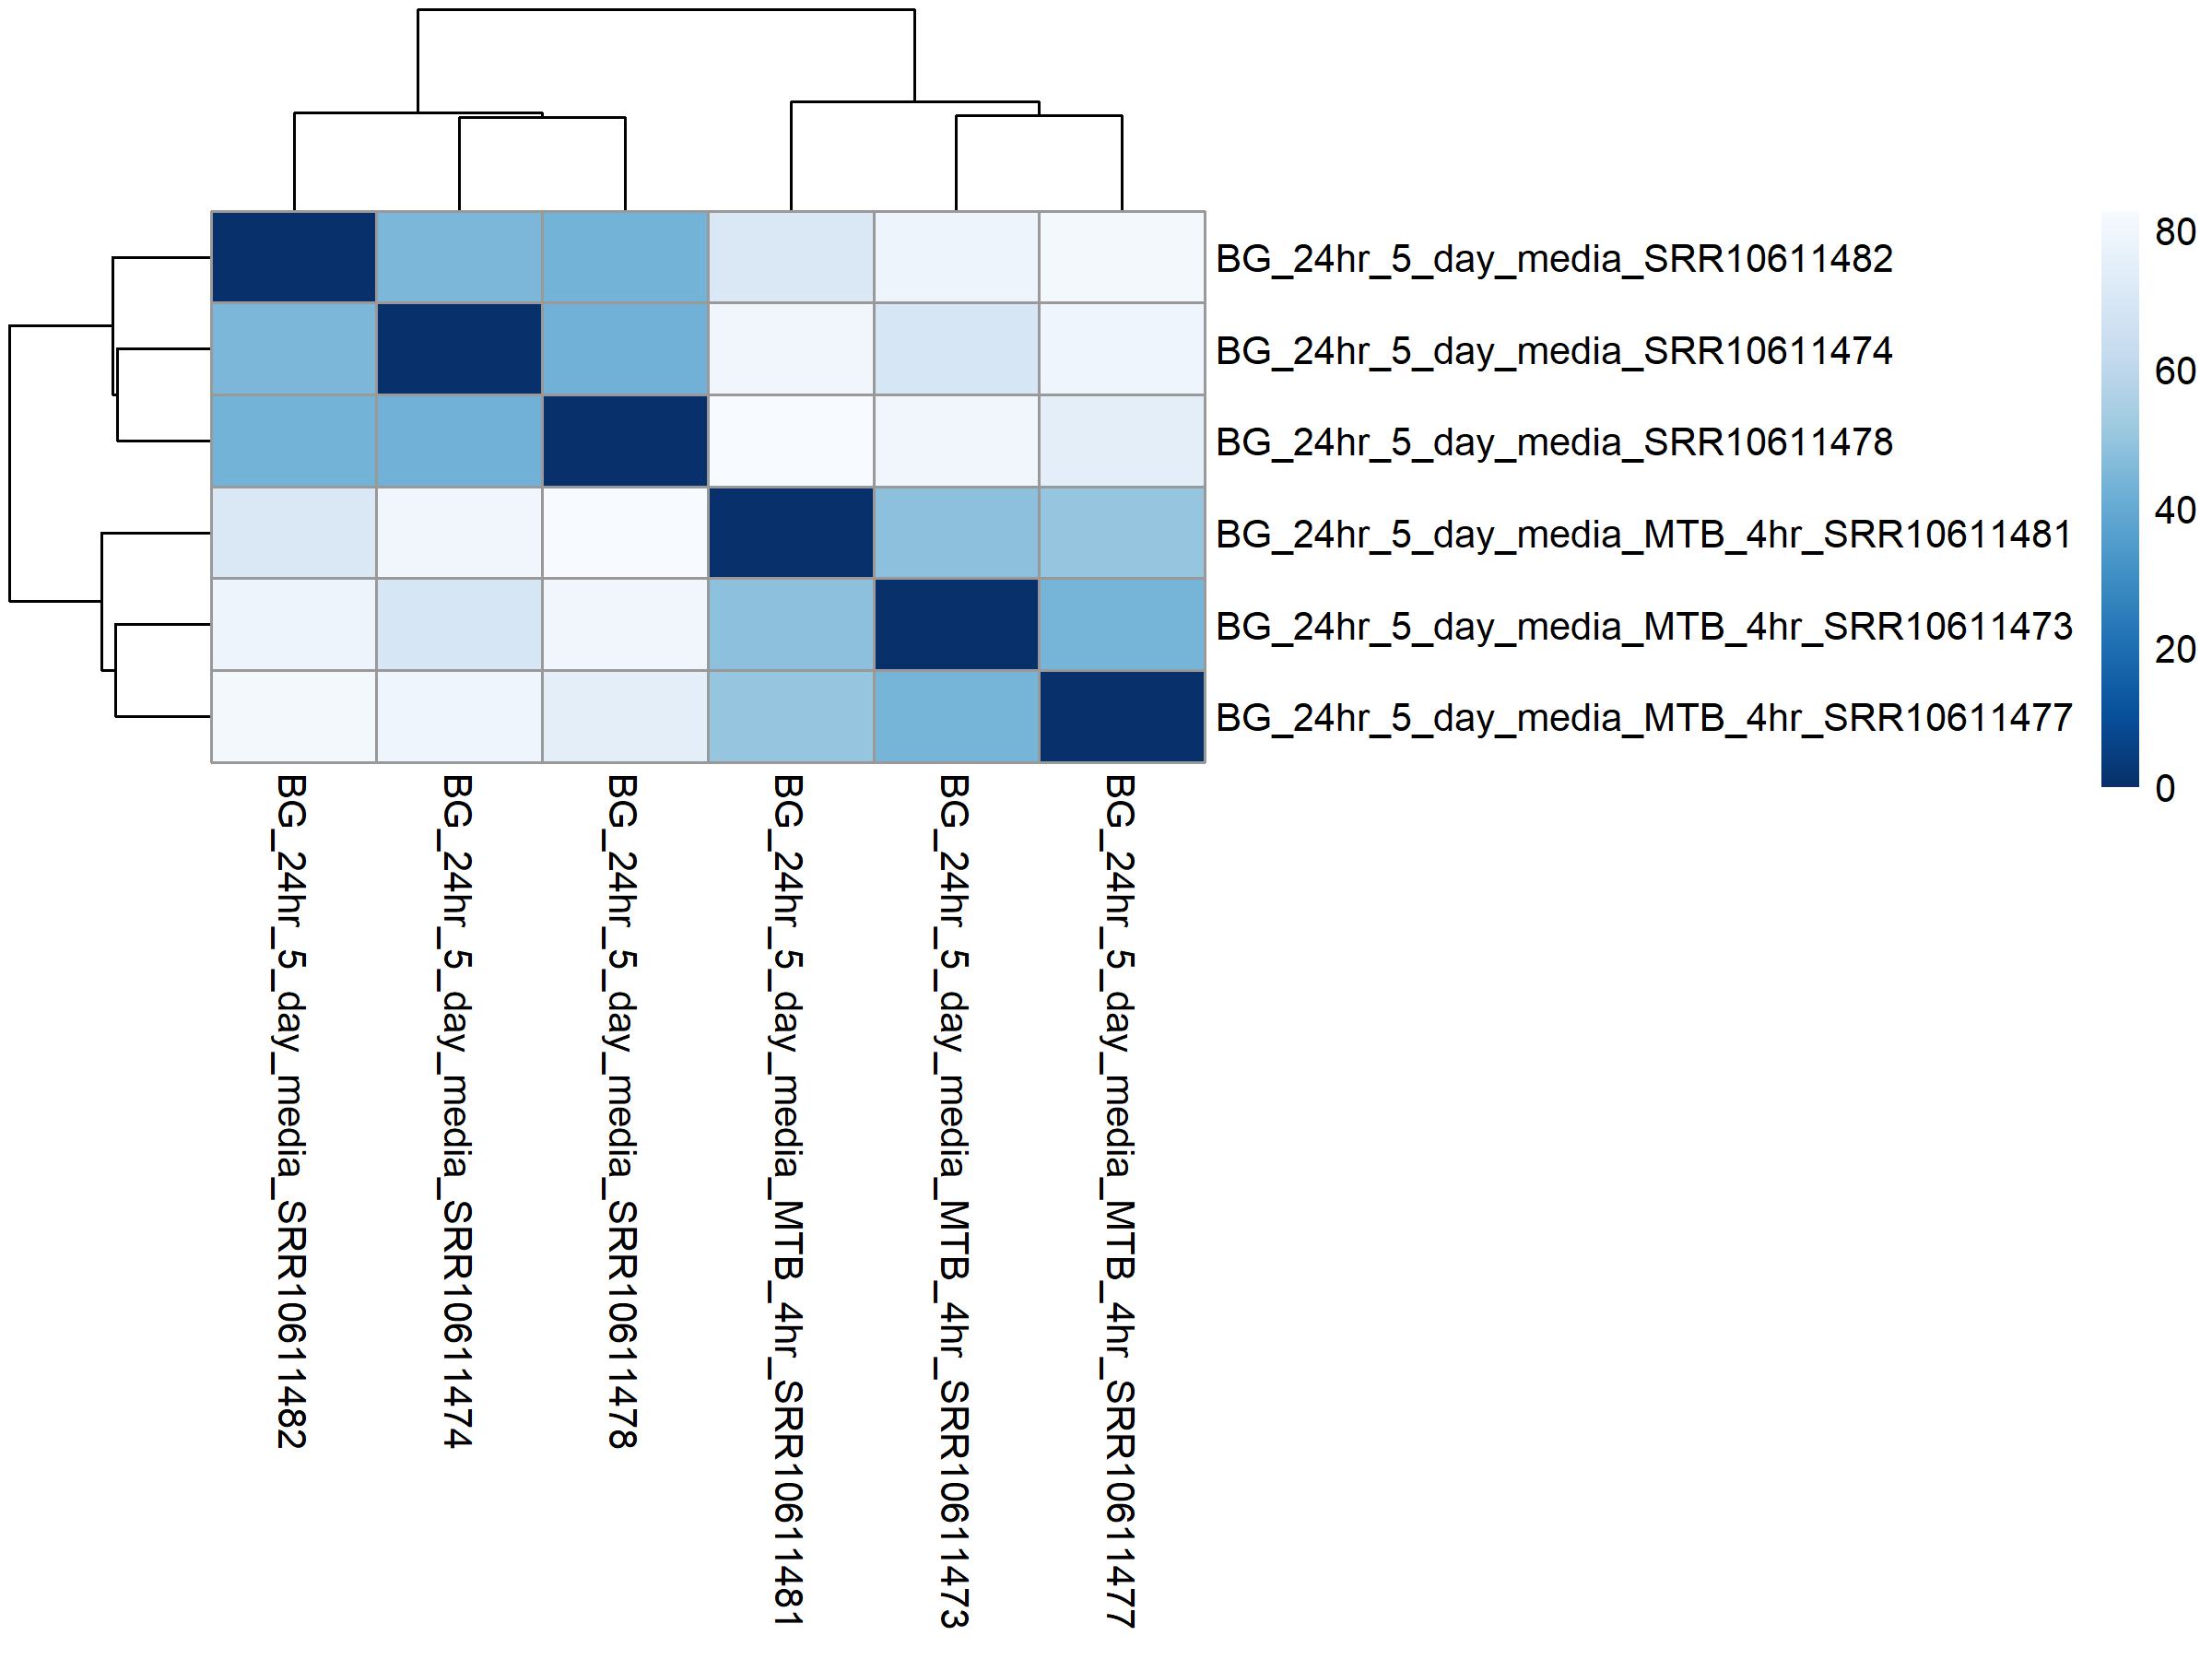 BG_24hr_5_day_media_SRR10611482
BG_24hr_5_day_media_SRR10611474
BG_24hr_5_day_media_SRR10611478
BG_24hr_5_day_media_MTB_4hr_SRR10611481
BG_24hr_5_day_media_MTB_4hr_SRR10611473
BG_24hr_5_day_media_MTB_4hr_SRR10611477
80
60
40
20
0
BG_24hr_5_day_media_SRR10611482
BG_24hr_5_day_media_SRR10611474
BG_24hr_5_day_media_SRR10611478
BG_24hr_5_day_media_MTB_4hr_SRR10611481
BG_24hr_5_day_media_MTB_4hr_SRR10611473
BG_24hr_5_day_media_MTB_4hr_SRR10611477